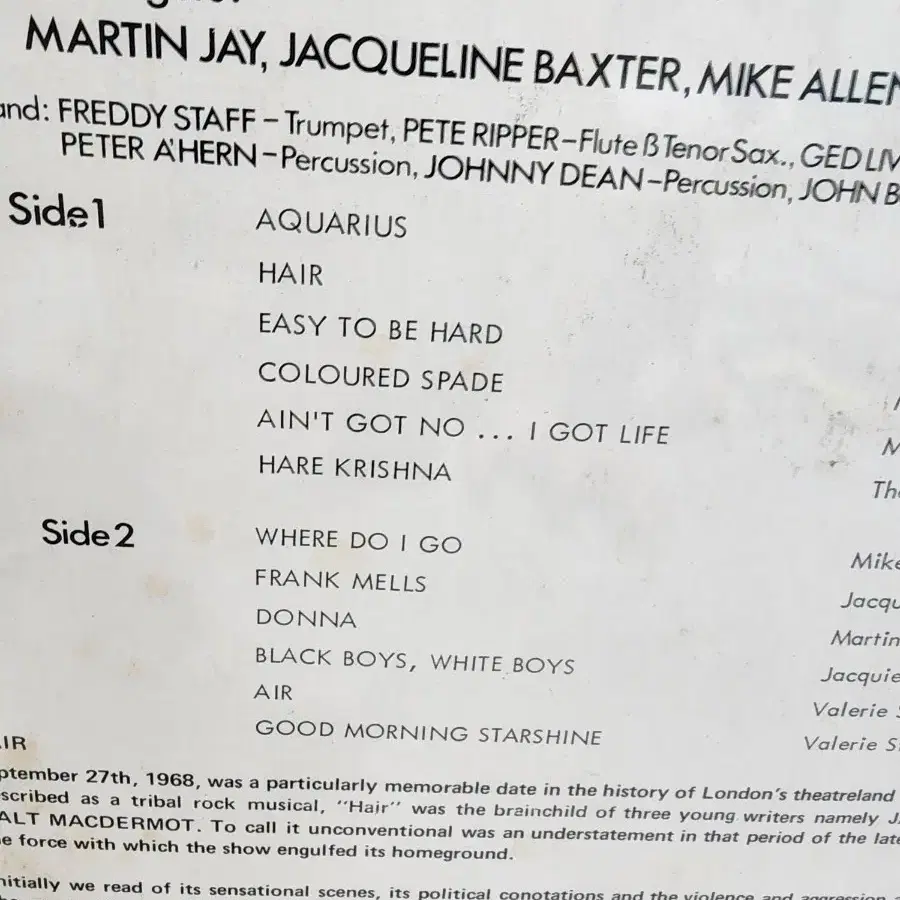 MARTIN JAY, JACQUELINE BAXTER, MIKE ALLEN
and: FREDDY STAFF – Trumpet, PETE RIPPER – Flute ß Tenor Sax., GED LIV
PETER A'HERN – Percussion, JOHNNY DEAN – Percussion, JOHN B
Side 1
AQUARIUS
HAIR
EASY TO BE HARD
COLOURED SPADE
AIN'T GOT NO ... I GOT LIFE
M
HARE KRISHNA
The
Side 2
WHERE DO I GO
Mike
FRANK MELLS
Jacqu
DONNA
Martin
BLACK BOYS, WHITE BOYS
Jacquie
AIR
Valerie S
GOOD MORNING STARSHINE
Valerie S
AIR
ptember 27th, 1968, was a particularly memorable date in the history of London's theatreland
scribed as a tribal rock musical, "Hair" was the brainchild of three young writers namely J
ALT MACDERMOT. To call it unconventional was an understatement in that period of the late
e force with which the show engulfed its homeground.
nitially we read of its sensational scenes, its political conotations and the violence and aggression